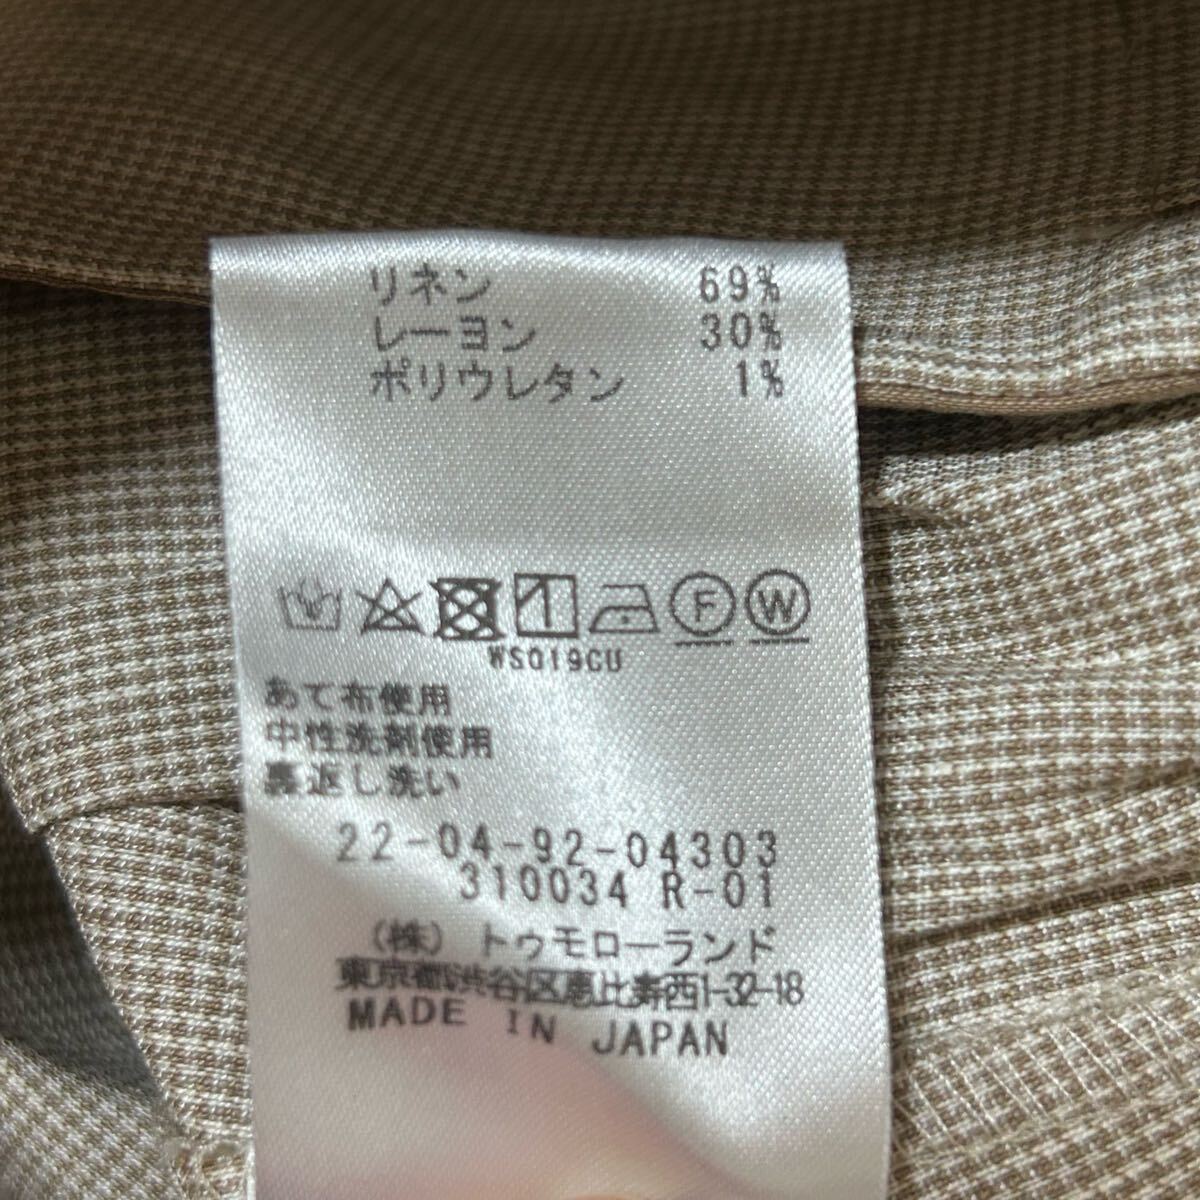 リネン 69%
レーヨン 30%
ポリウレタン 1%
F W
WS019CU
あて布使用
中性洗剤使用
裏返し洗い
22-04-92-04303
310034 R-01
(株) トゥモローランド
東京都渋谷区恵比寿西1-32-18
MADE IN JAPAN